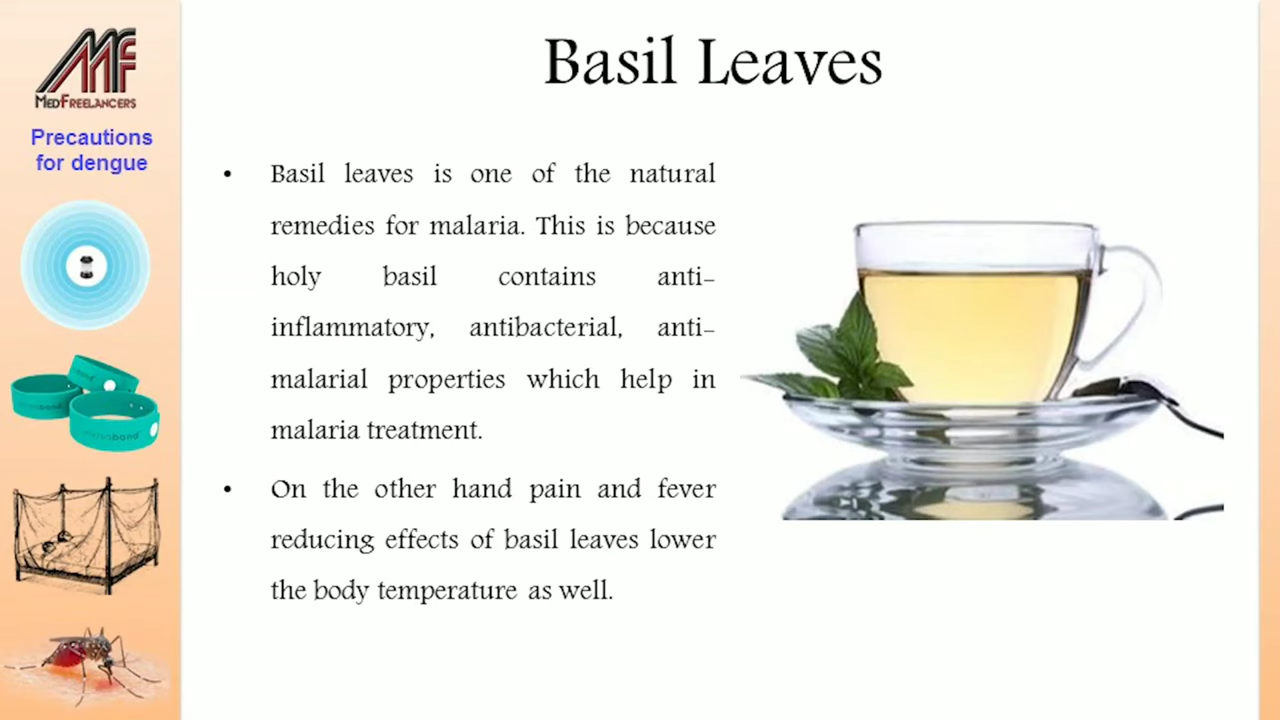 MEDFREELANCERS
Precautions
for dengue
Basil Leaves
• Basil leaves is one of the natural
remedies for malaria. This is because
holy basil contains anti-
inflammatory, antibacterial, anti-
malarial properties which help in
malaria treatment.
• On the other hand pain and fever
reducing effects of basil leaves lower
the body temperature as well.